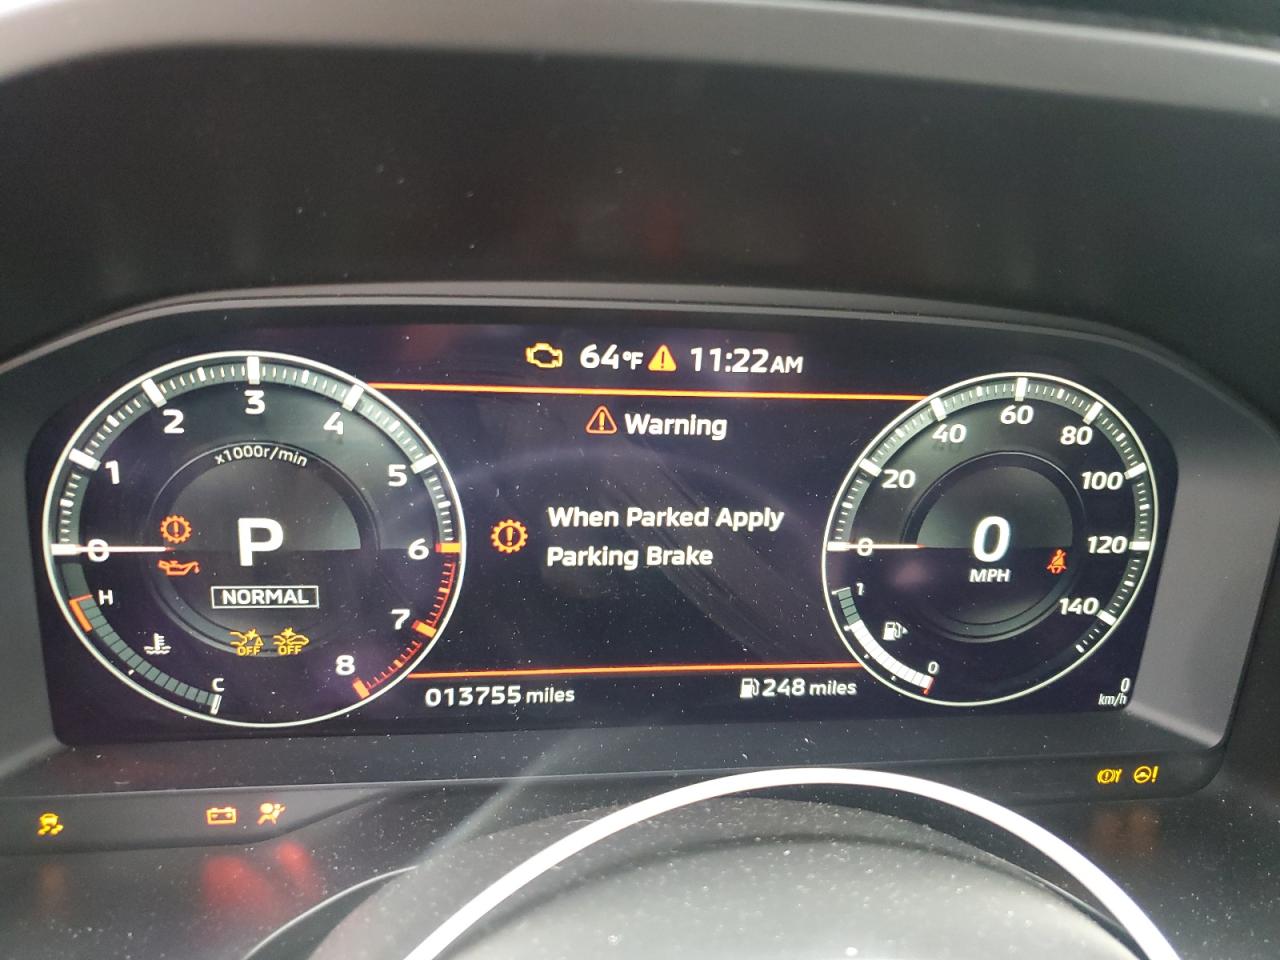 64°F 11:22AM
Warning
When Parked Apply
Parking Brake
0 1 2 3 4 5 6 7 8
x1000r/min
P
NORMAL
OFF OFF
H
C
0 20 40 60 80 100 120 140
0
MPH
1
0
013755 miles
248 miles
0
km/h